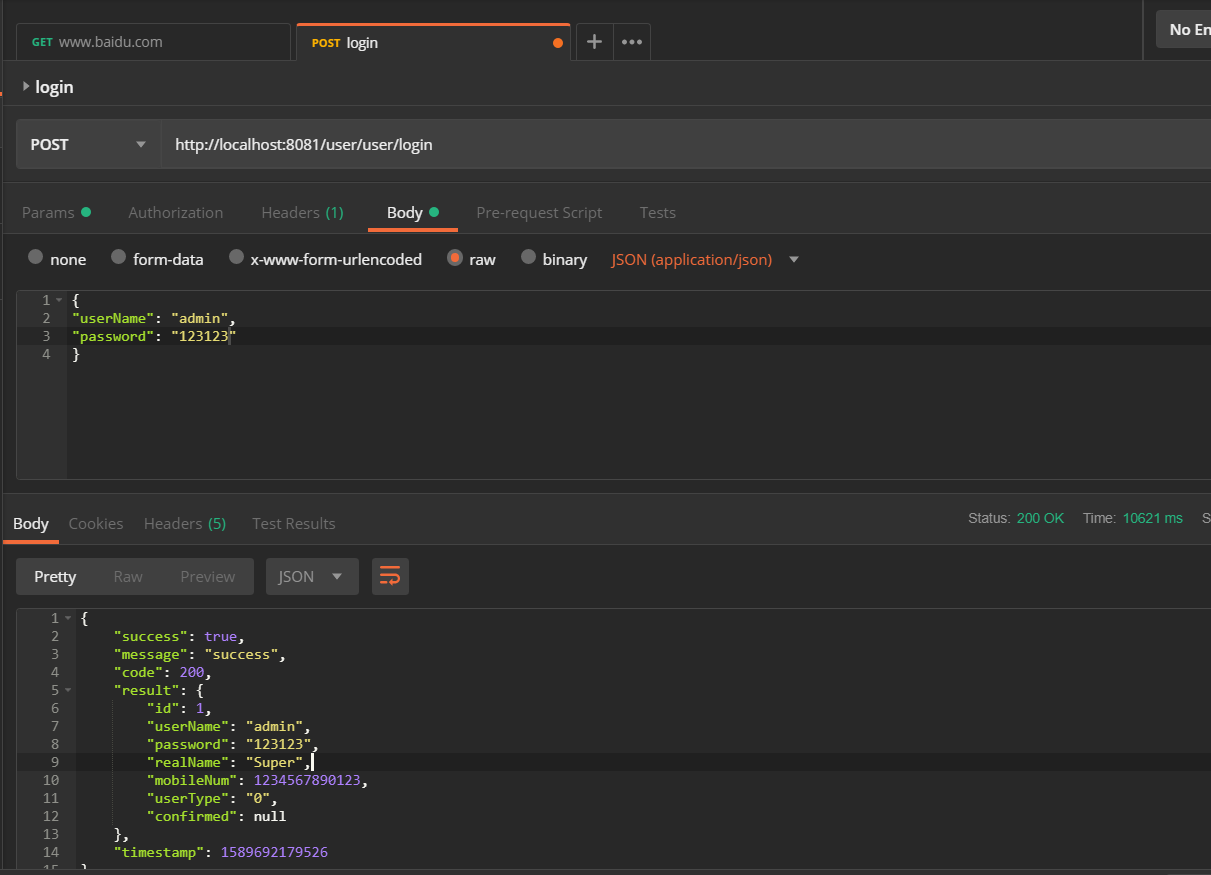 GET www.baidu.com
POST login
No En
login
POST http://localhost:8081/user/user/login
Params Authorization Headers (1) Body Pre-request Script Tests
none form-data x-www-form-urlencoded raw binary JSON (application/json)
1 {
2 "userName": "admin",
3 "password": "123123"
4 }
Body Cookies Headers (5) Test Results Status: 200 OK Time: 10621 ms S
Pretty Raw Preview JSON
1 {
2 "success": true,
3 "message": "success",
4 "code": 200,
5 "result": {
6 "id": 1,
7 "userName": "admin",
8 "password": "123123",
9 "realName": "Super",
10 "mobileNum": 1234567890123,
11 "userType": "0",
12 "confirmed": null
13 },
14 "timestamp": 1589692179526
15 }